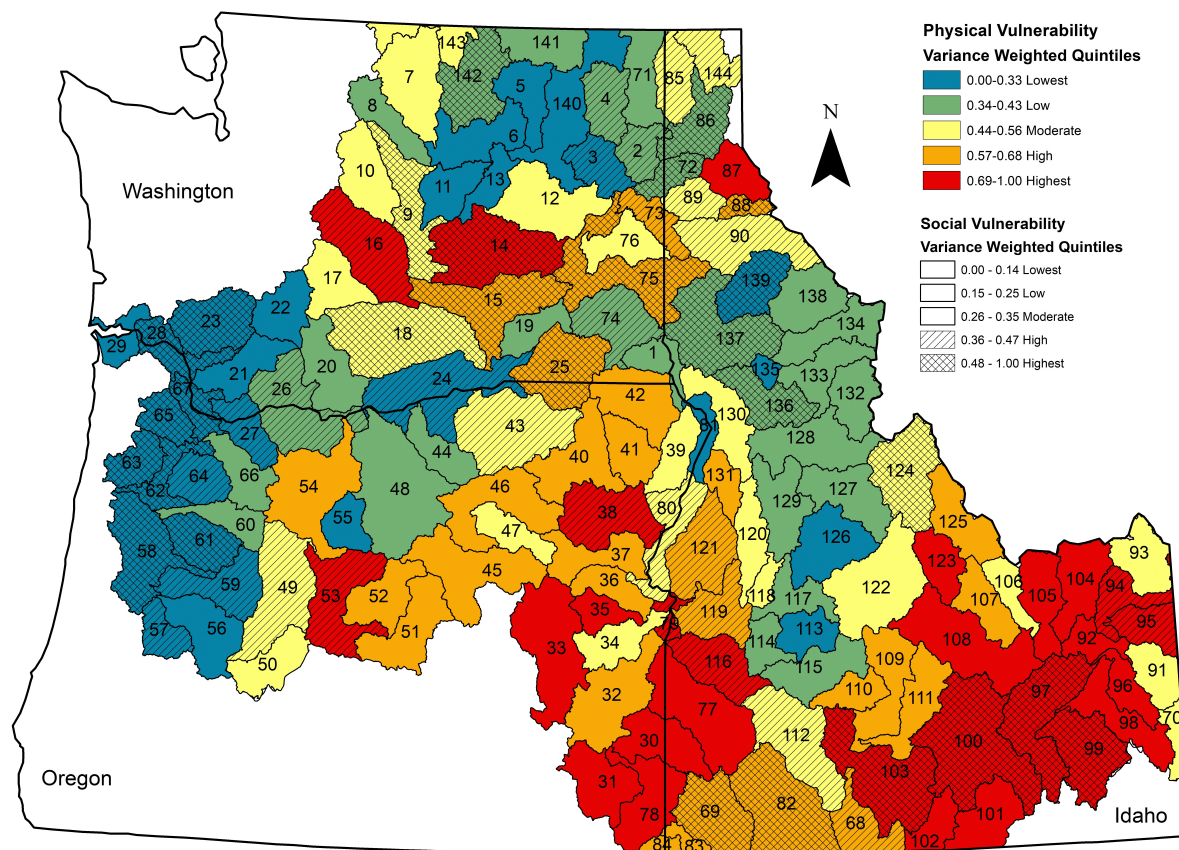 Physical Vulnerability
Variance Weighted Quintiles
0.00-0.33 Lowest
0.34-0.43 Low
0.44-0.56 Moderate
0.57-0.68 High
0.69-1.00 Highest
N
Social Vulnerability
Variance Weighted Quintiles
0.00 - 0.14 Lowest
0.15 - 0.25 Low
0.26 - 0.35 Moderate
0.36 - 0.47 High
0.48 - 1.00 Highest
Washington
Oregon
Idaho
143 141
7 142 71 85 144
5 140 4
8 86
6
3 2
10 11 13 72 87
12 89 88
9 73
16 14 76 90
17 75 139
15 138
22 23 18 19 74 134
28 29 137
20 1
21 24 25 135 133
67 26 42 136 132
65 130
27 43 39 128
63 44 40 41
64 66 131 124
62 54 48 46 129 127
55 38 80
60 47 125
58 61 121 120 126
37 93
59 49 45 36 123 106
53 52 118 117 122 107 105 104 94
57 56 51 35 119 95
33 34 113 108 92
50 114
116 115 109 91
32 110 111 97 96
77 70
30 112 98
100 99
31 103
78 69 82 68 101
84 83 102